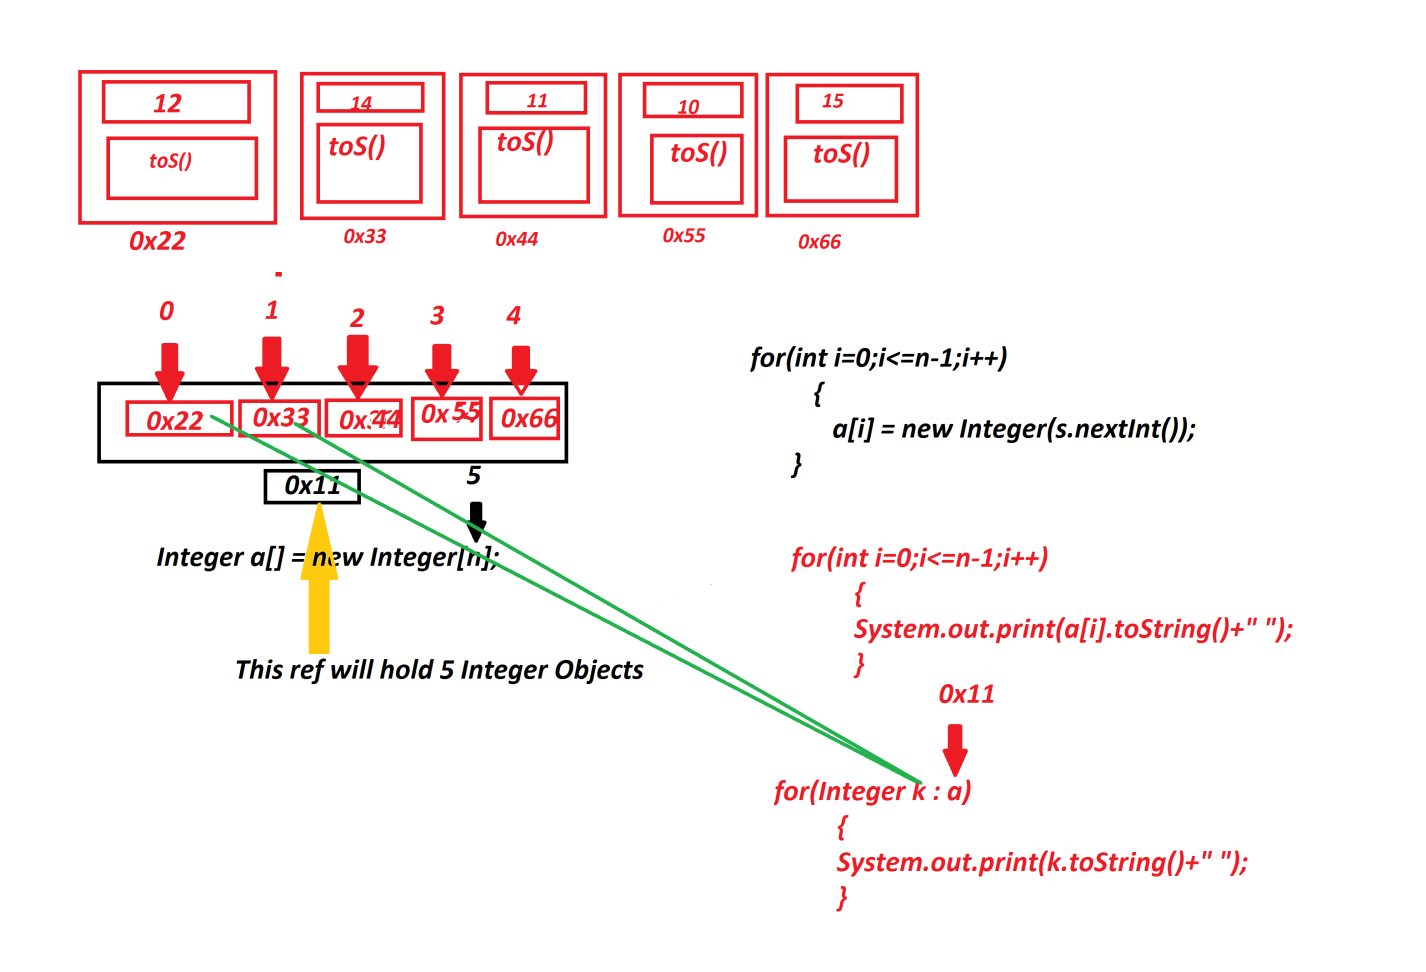 12 14 11 10 15
toS() toS() toS() toS() toS()
0x22 0x33 0x44 0x55 0x66
0 1 2 3 4
0x22 0x33 0x44 0x55 0x66
0x11
5
Integer a[] = new Integer[n];
This ref will hold 5 Integer Objects
for(int i=0;i<=n-1;i++)
{
a[i] = new Integer(s.nextInt());
}
for(int i=0;i<=n-1;i++)
{
System.out.print(a[i].toString()+" ");
}
0x11
for(Integer k : a)
{
System.out.print(k.toString()+" ");
}